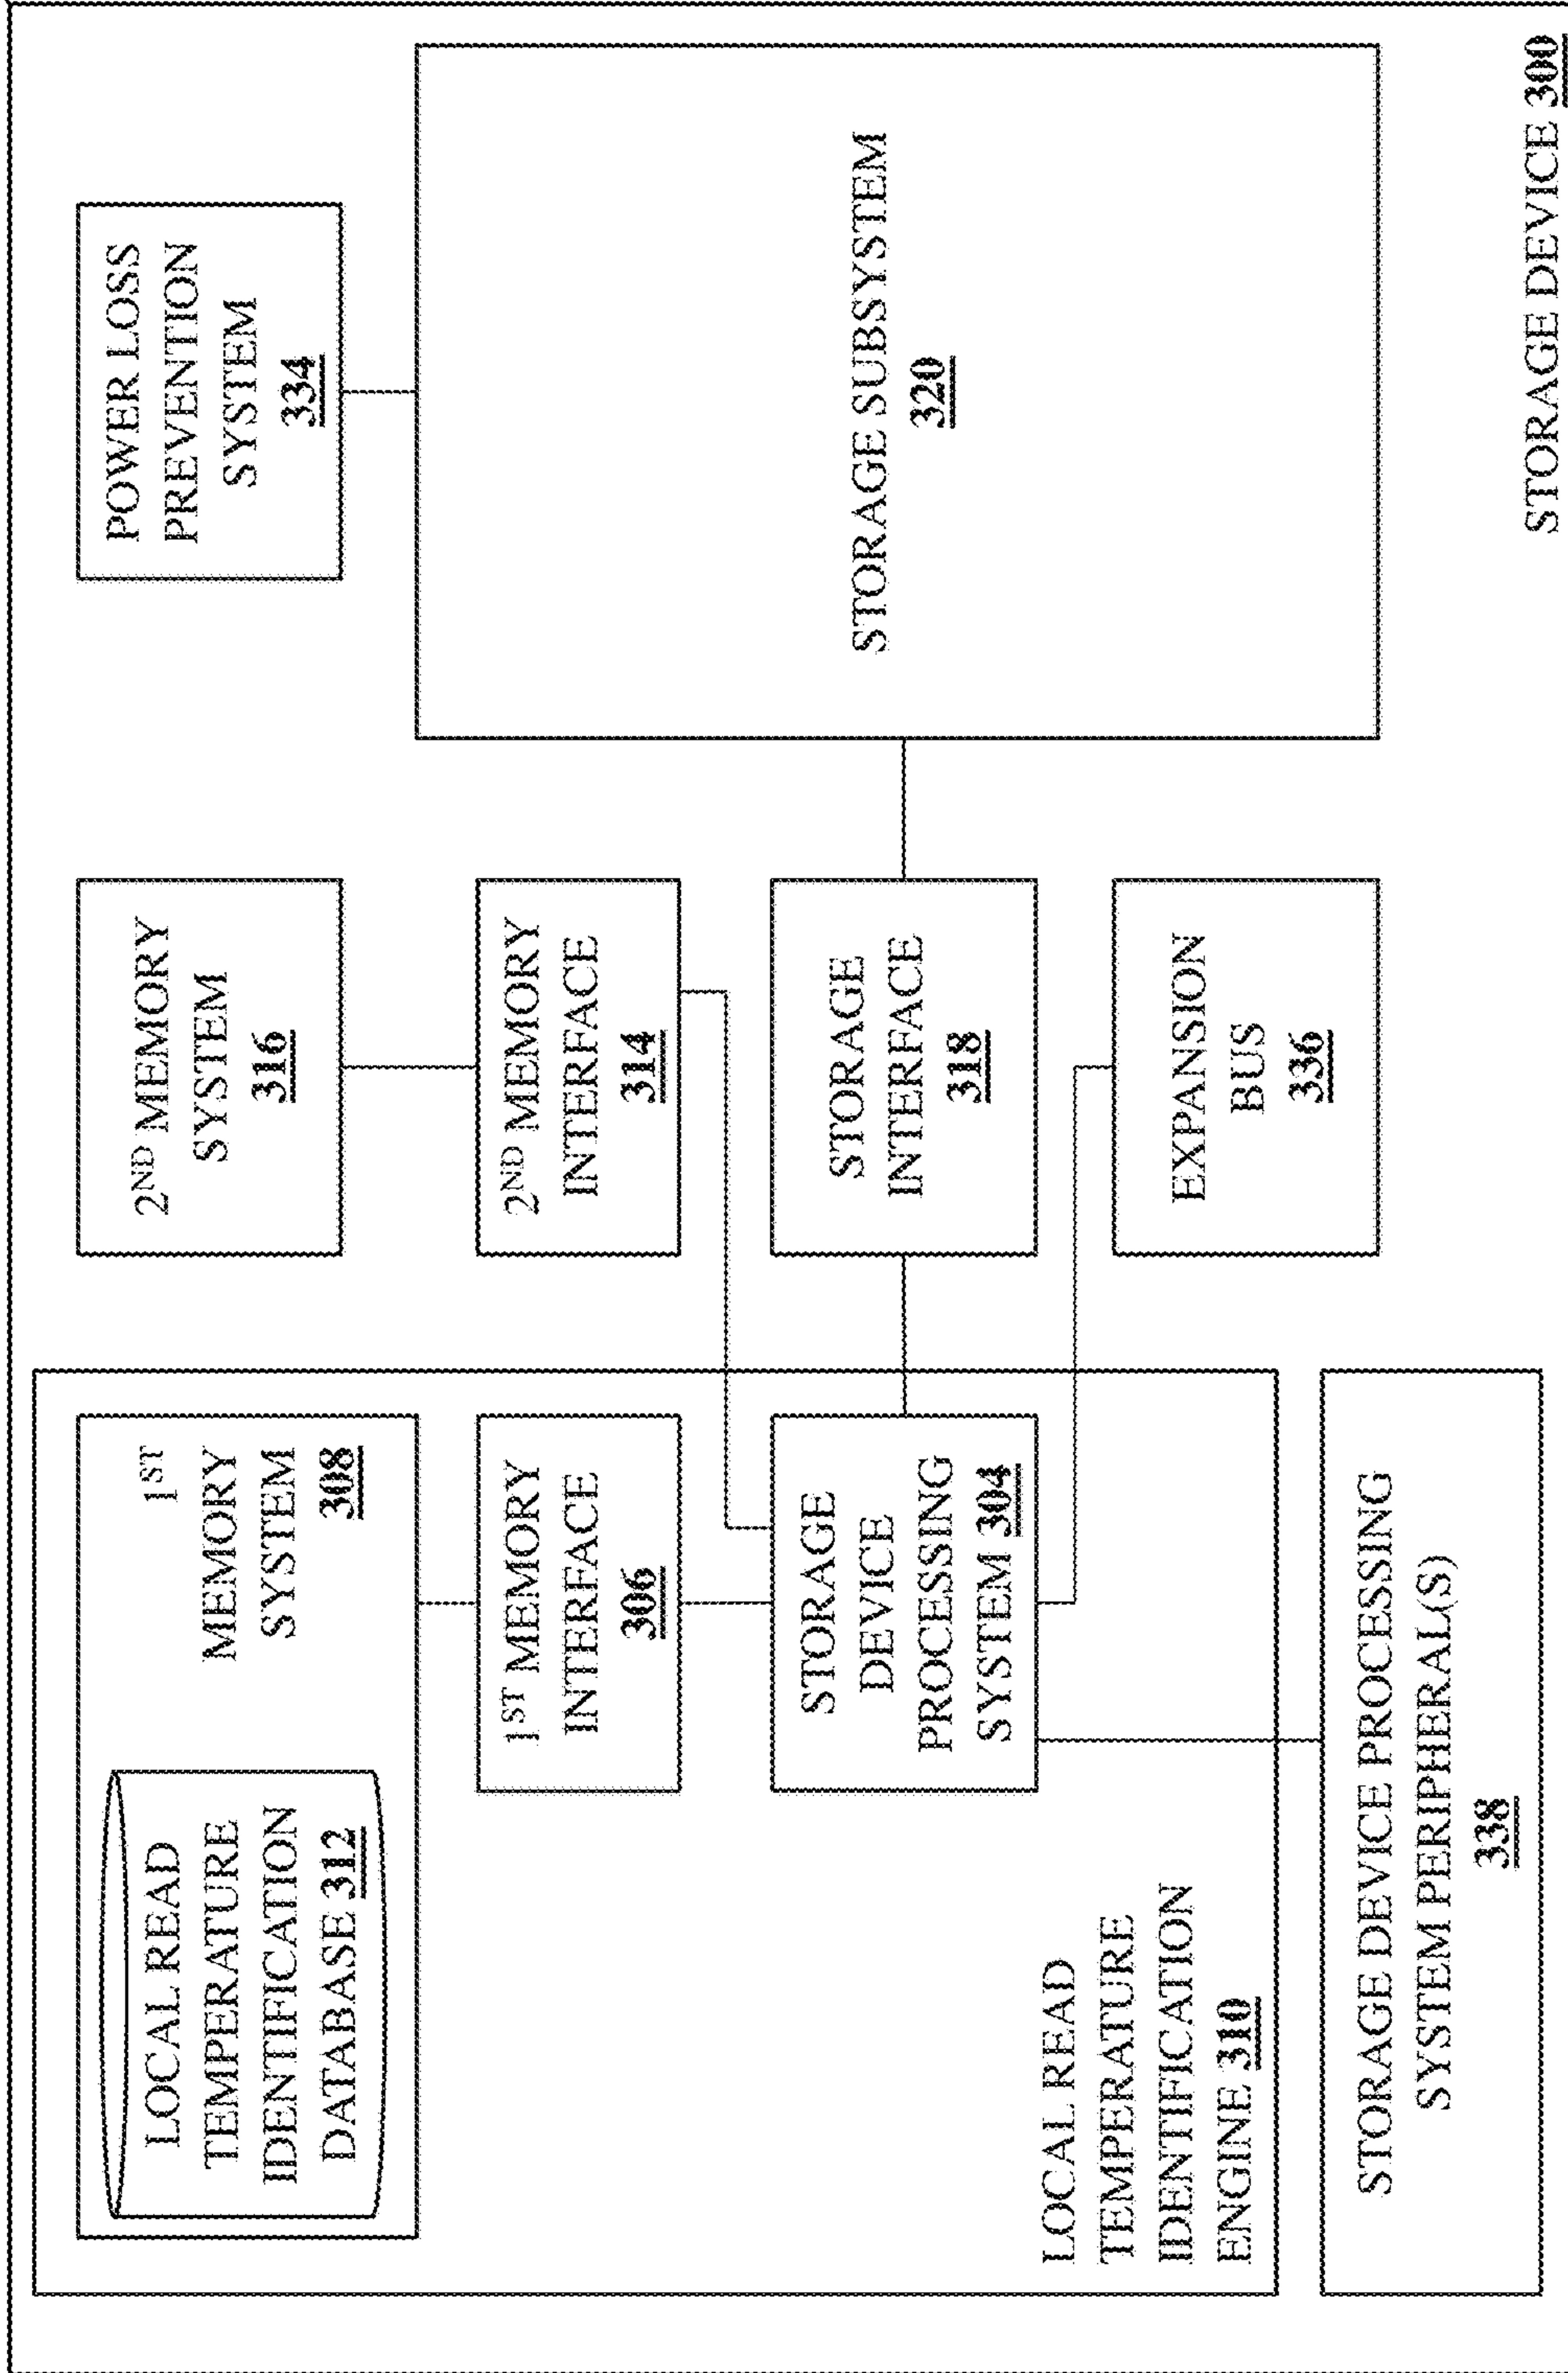 LOCAL READ
TEMPERATURE
IDENTIFICATION
DATABASE 312
1ST
MEMORY
SYSTEM
308
1ST MEMORY
INTERFACE
306
STORAGE
DEVICE
PROCESSING
SYSTEM 304
LOCAL READ
TEMPERATURE
IDENTIFICATION
ENGINE 310
STORAGE DEVICE PROCESSING
SYSTEM PERIPHERAL(S)
338
2ND MEMORY
SYSTEM
316
2ND MEMORY
INTERFACE
314
STORAGE
INTERFACE
318
EXPANSION
BUS
336
POWER LOSS
PREVENTION
SYSTEM
334
STORAGE SUBSYSTEM
320
STORAGE DEVICE 300